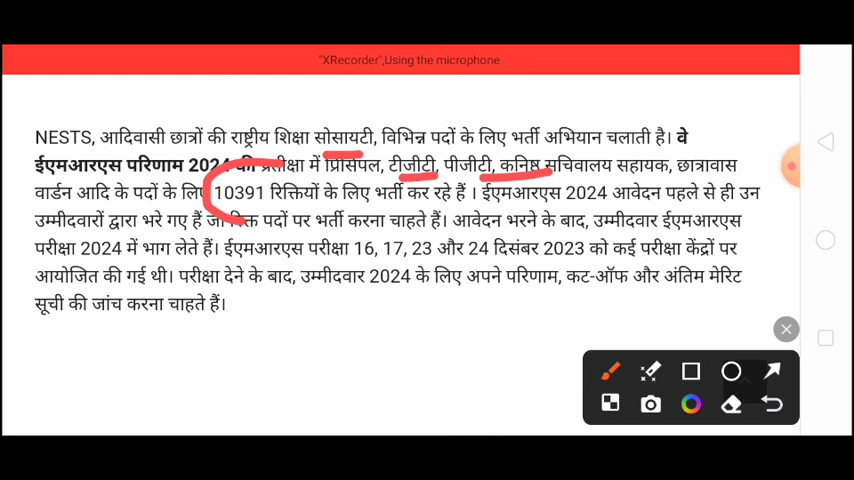 "XRecorder",Using the microphone
NESTS, आदिवासी छात्रों की राष्ट्रीय शिक्षा सोसायटी, विभिन्न पदों के लिए भर्ती अभियान चलाती है। वे
ईएमआरएस परिणाम 2024 की प्रतीक्षा में प्रिंसिपल, टीजीटी, पीजीटी, कनिष्ठ सचिवालय सहायक, छात्रावास
वार्डन आदि के पदों के लिए 10391 रिक्तियों के लिए भर्ती कर रहे हैं । ईएमआरएस 2024 आवेदन पहले से ही उन
उम्मीदवारों द्वारा भरे गए हैं जो रिक्त पदों पर भर्ती करना चाहते हैं। आवेदन भरने के बाद, उम्मीदवार ईएमआरएस
परीक्षा 2024 में भाग लेते हैं। ईएमआरएस परीक्षा 16, 17, 23 और 24 दिसंबर 2023 को कई परीक्षा केंद्रों पर
आयोजित की गई थी। परीक्षा देने के बाद, उम्मीदवार 2024 के लिए अपने परिणाम, कट-ऑफ और अंतिम मेरिट
सूची की जांच करना चाहते हैं।